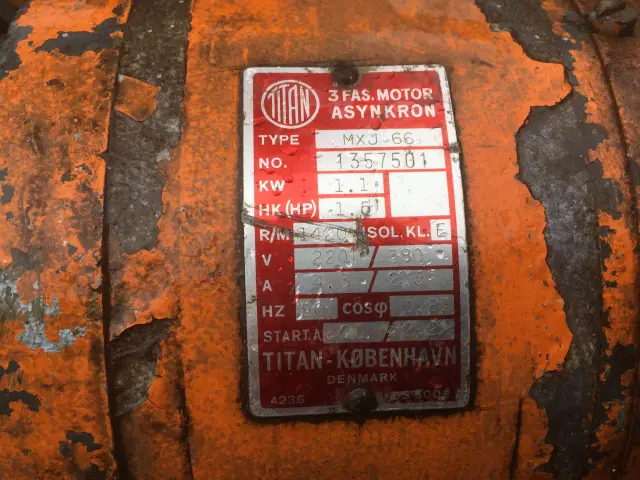 TITAN
3 FAS. MOTOR
ASYNKRON
TYPE MXJ 66
NO. 1357501
KW 1.1
HK (HP) 1.5
R/M 1420 ISOL. KL. E
V 220 / 380
A
HZ COSφ
START. A
TITAN-KØBENHAVN
DENMARK
4236